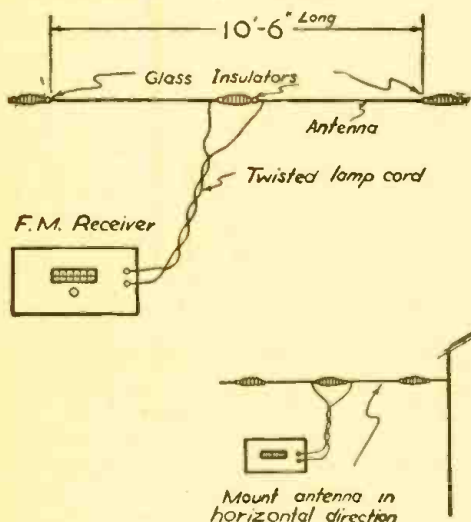 10'-6" Long
Glass Insulators
Antenna
Twisted lamp cord
F.M. Receiver
Mount antenna in
horizontal direction